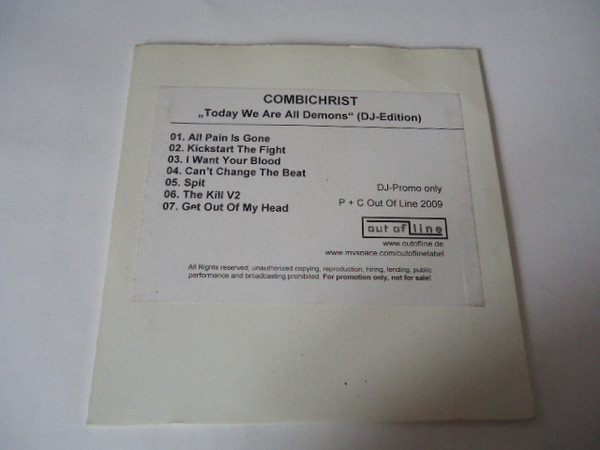 COMBICHRIST
„Today We Are All Demons“ (DJ-Edition)
01. All Pain Is Gone
02. Kickstart The Fight
03. I Want Your Blood
04. Can't Change The Beat
05. Spit
06. The Kill V2
07. Get Out Of My Head
DJ-Promo only
P + C Out Of Line 2009
out of line
www.outofline.de
www.myspace.com/outoflinelabel
All Rights reserved, unauthorized copying, reproduction, hiring, lending, public
performance and broadcasting prohibited. For promotion only, not for sale!